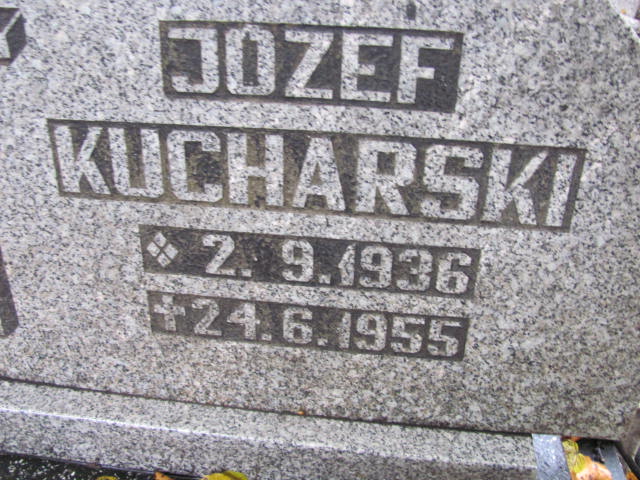 JOZEF
KUCHARSKI
❖ 2. 9.1936
✝24.6.1955